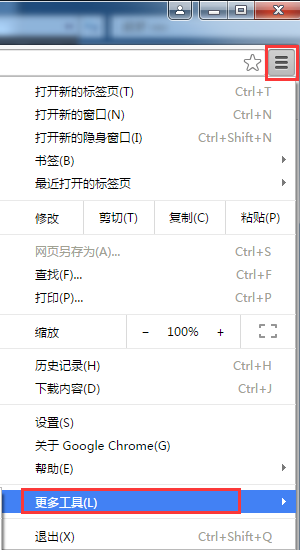 打开新的标签页(T) Ctrl+T
打开新的窗口(N) Ctrl+N
打开新的隐身窗口(I) Ctrl+Shift+N
书签(B)
最近打开的标签页
修改 剪切(T) 复制(C) 粘贴(P)
网页另存为(A)... Ctrl+S
查找(F)... Ctrl+F
打印(P)... Ctrl+P
缩放 − 100% +
历史记录(H) Ctrl+H
下载内容(D) Ctrl+J
设置(S)
关于 Google Chrome(G)
帮助(E)
更多工具(L)
退出(X) Ctrl+Shift+Q